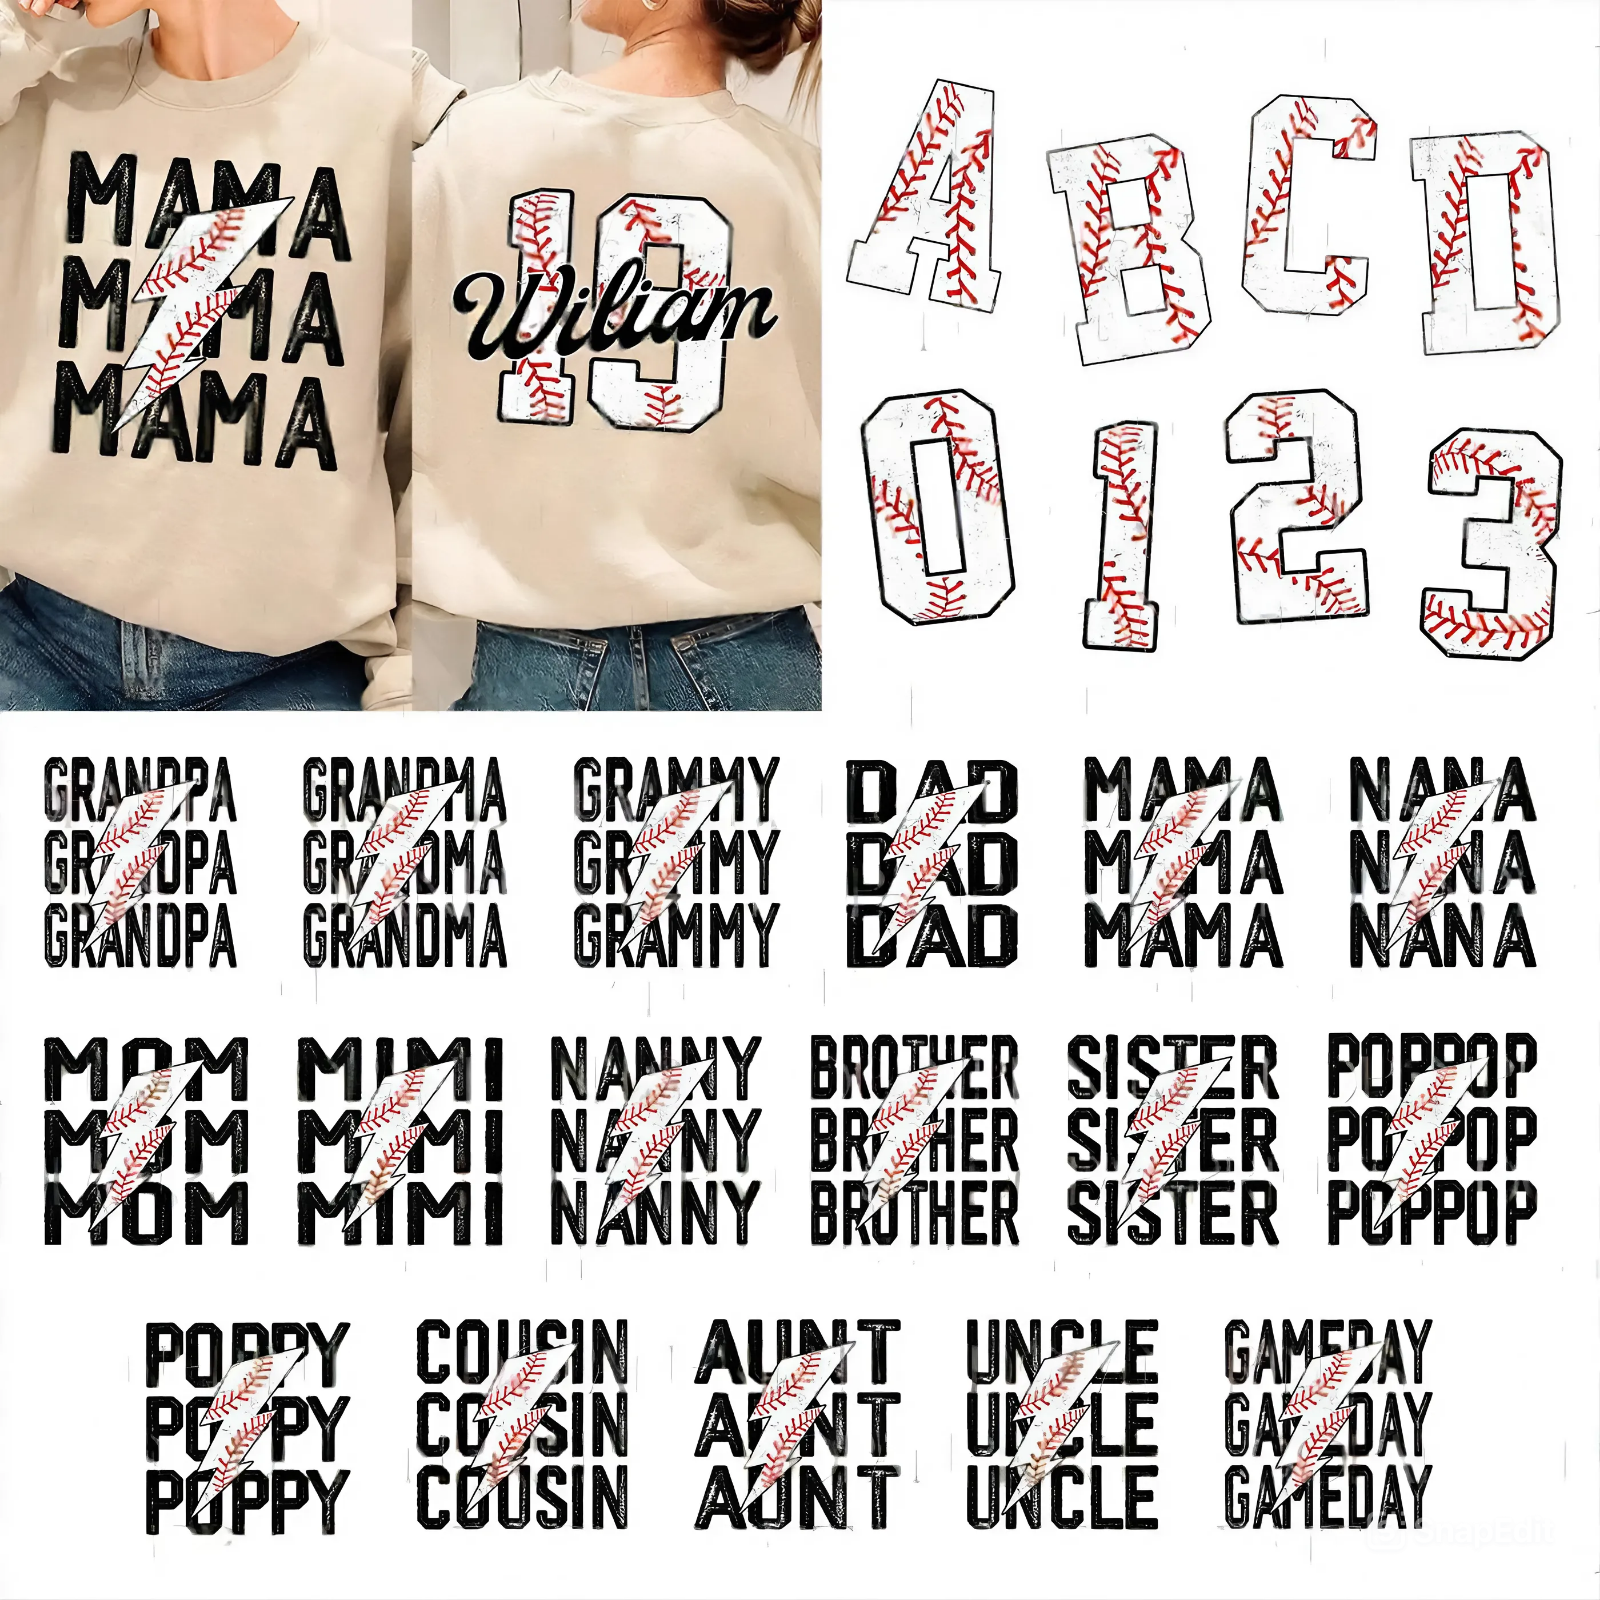 MAMA
MAMA
MAMA
19
Wiliam
A B C D
0 1 2 3
GRANDPA GRANDMA GRAMMY DAD MAMA NANA
GRANDPA GRANDMA GRAMMY DAD MAMA NANA
GRANDPA GRANDMA GRAMMY DAD MAMA NANA
MOM MIMI NANNY BROTHER SISTER POPPOP
MOM MIMI NANNY BROTHER SISTER POPPOP
MOM MIMI NANNY BROTHER SISTER POPPOP
POPPY COUSIN AUNT UNCLE GAMEDAY
POPPY COUSIN AUNT UNCLE GAMEDAY
POPPY COUSIN AUNT UNCLE GAMEDAY